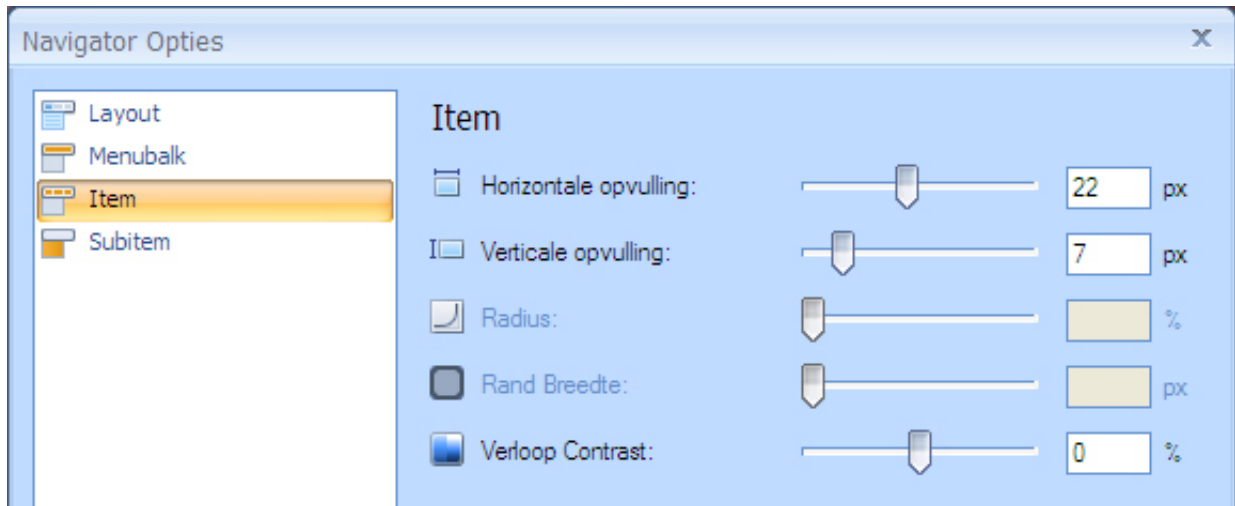 Navigator Opties
x
Layout
Menubalk
Item
Subitem
Item
Horizontale opvulling: 22 px
Verticale opvulling: 7 px
Radius: %
Rand Breedte: px
Verloop Contrast: 0 %